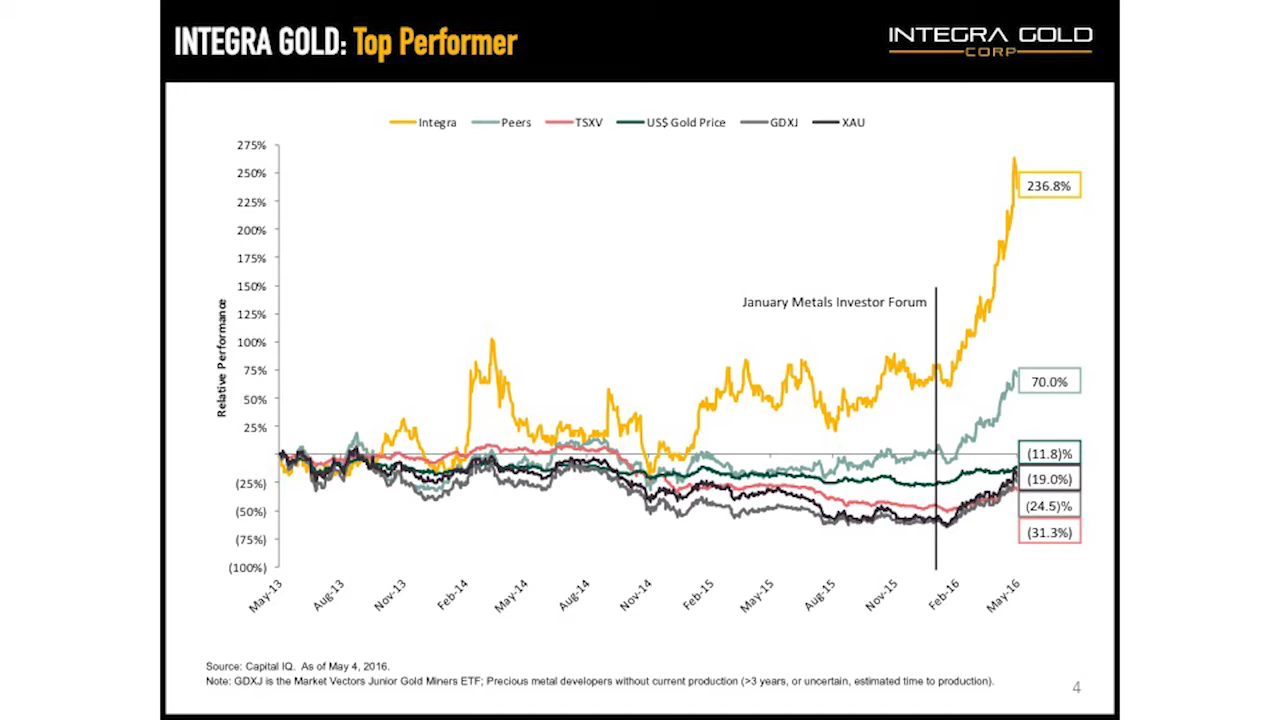 INTEGRA GOLD: Top Performer
INTEGRA GOLD
CORP
Integra Peers TSXV US$ Gold Price GDXJ XAU
275%
250%
225%
200%
175%
150%
125%
100%
75%
50%
25%
(25%)
(50%)
(75%)
(100%)
Relative Performance
January Metals Investor Forum
236.8%
70.0%
(11.8)%
(19.0%)
(24.5)%
(31.3%)
May-13 Aug-13 Nov-13 Feb-14 May-14 Aug-14 Nov-14 Feb-15 May-15 Aug-15 Nov-15 Feb-16 May-16
Source: Capital IQ. As of May 4, 2016.
Note: GDXJ is the Market Vectors Junior Gold Miners ETF; Precious metal developers without current production (>3 years, or uncertain, estimated time to production).
4